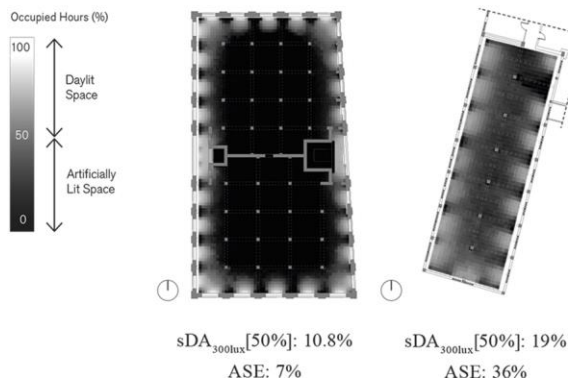 Occupied Hours (%)
100
Daylit
Space
50
Artificially
Lit Space
0
sDA300lux[50%]: 10.8%
ASE: 7%
sDA300lux[50%]: 19%
ASE: 36%